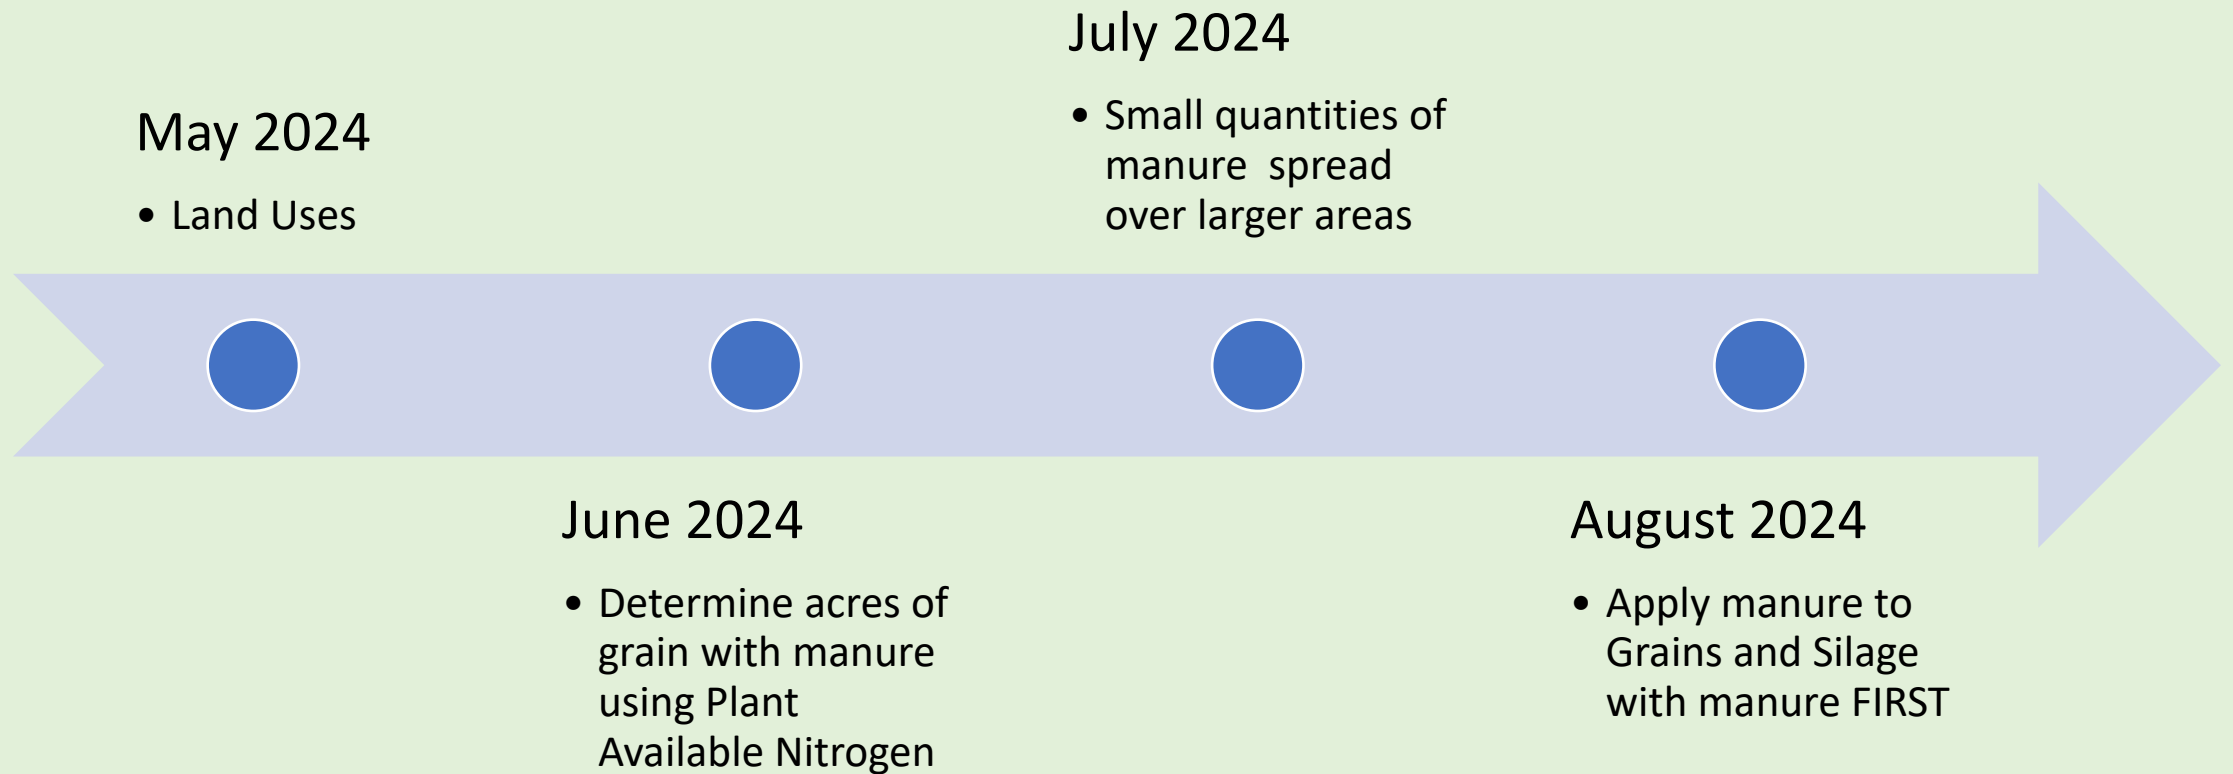 May 2024
• Land Uses
June 2024
• Determine acres of
grain with manure
using Plant
Available Nitrogen
July 2024
• Small quantities of
manure  spread
over larger areas
August 2024
• Apply manure to
Grains and Silage
with manure FIRST